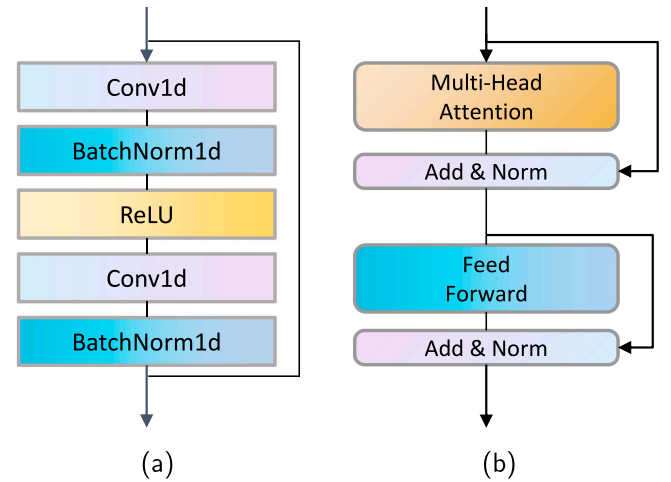 Conv1d
BatchNorm1d
ReLU
Conv1d
BatchNorm1d
(a)
Multi-Head
Attention
Add & Norm
Feed
Forward
Add & Norm
(b)